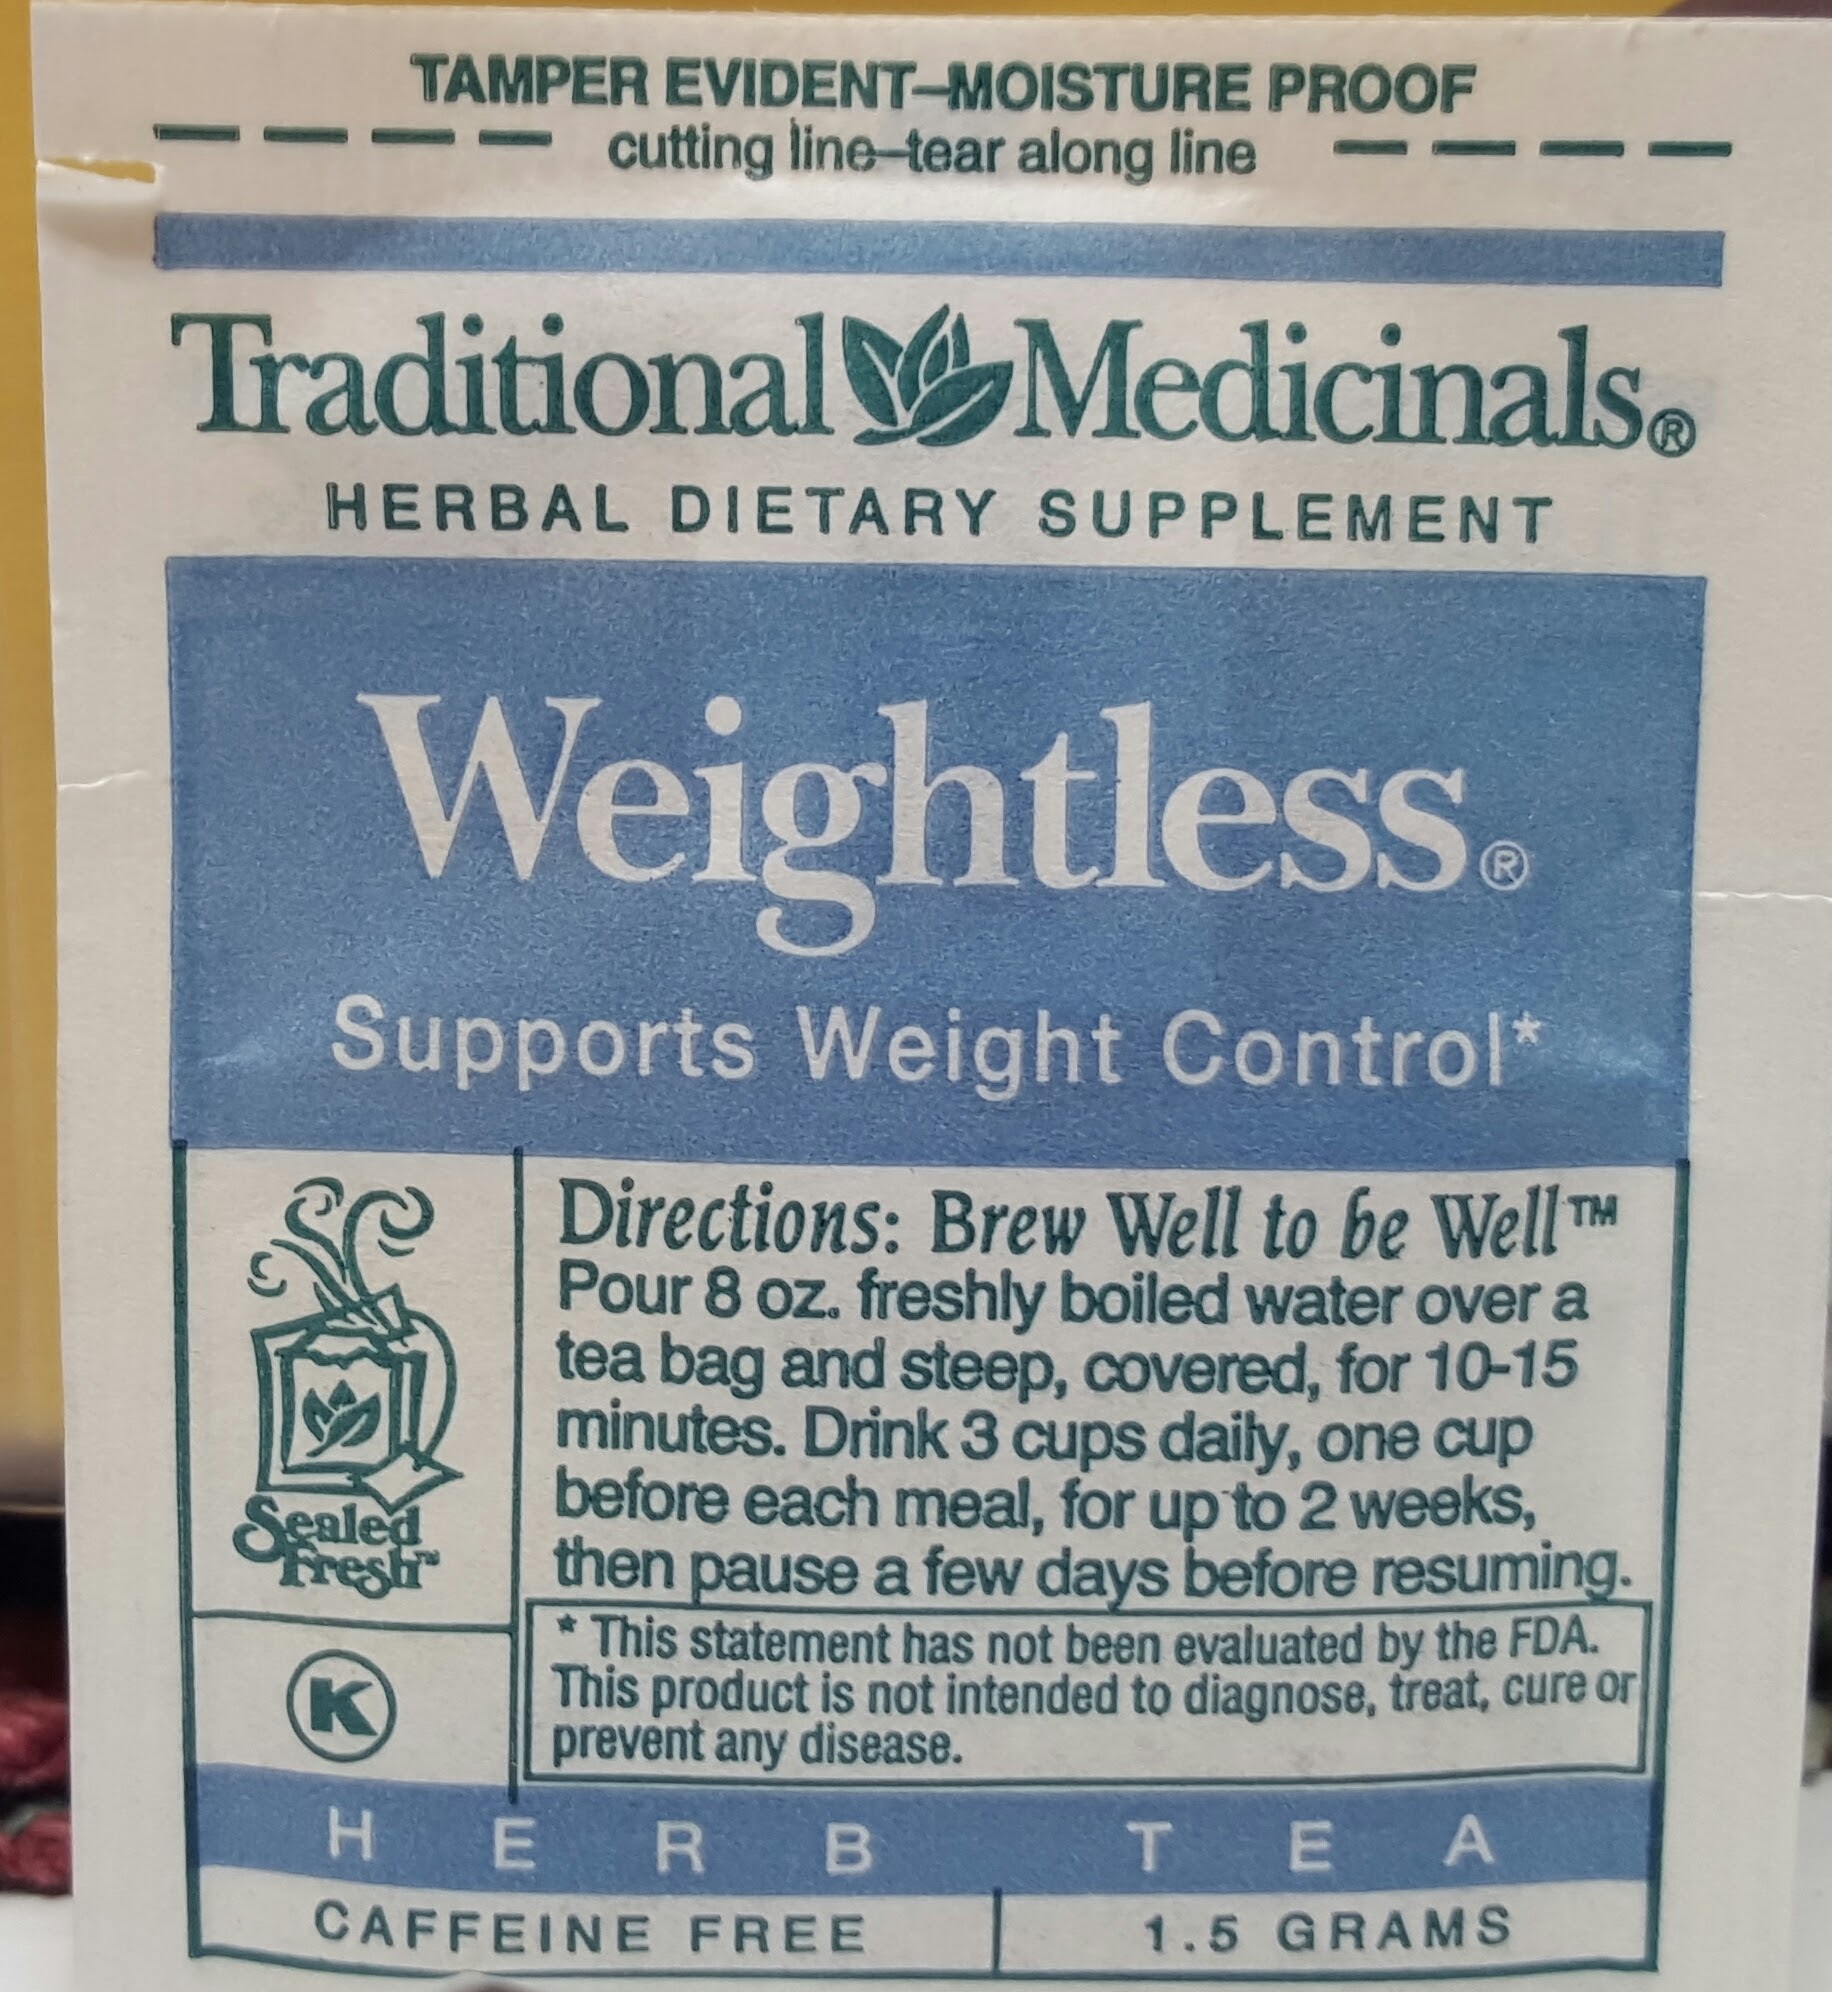 TAMPER EVIDENT–MOISTURE PROOF
cutting line–tear along line
Traditional Medicinals®
HERBAL DIETARY SUPPLEMENT
Weightless®
Supports Weight Control*
Directions: Brew Well to be Well™
Pour 8 oz. freshly boiled water over a
tea bag and steep, covered, for 10-15
minutes. Drink 3 cups daily, one cup
before each meal, for up to 2 weeks,
then pause a few days before resuming.
Sealed
Fresh™
* This statement has not been evaluated by the FDA.
This product is not intended to diagnose, treat, cure or
prevent any disease.
K
HERB TEA
CAFFEINE FREE
1.5 GRAMS